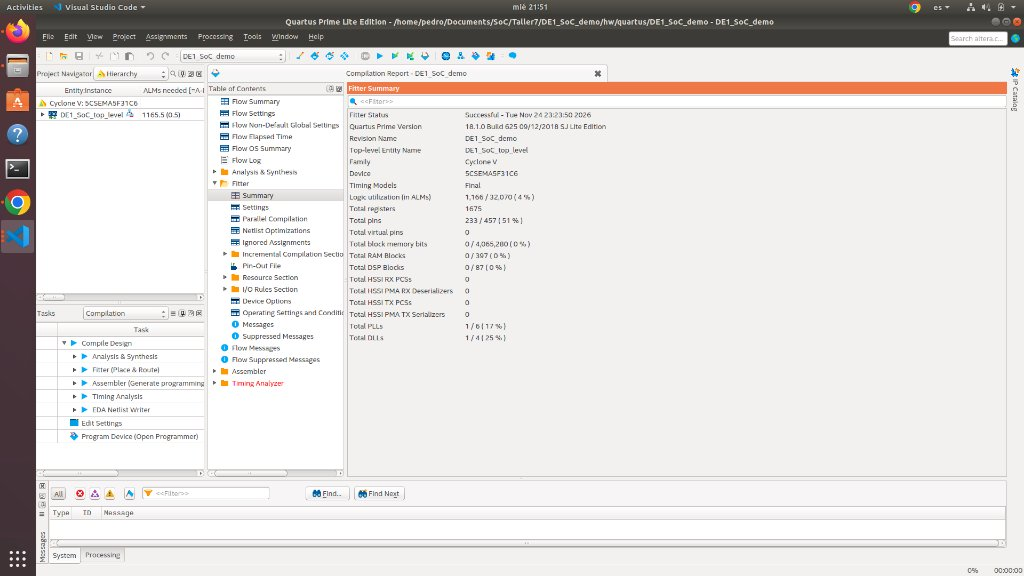 Activities
Visual Studio Code
mié 21:51
es
Quartus Prime Lite Edition - /home/pedro/Documents/SoC/Taller7/DE1_SoC_demo/hw/quartus/DE1_SoC_demo - DE1_SoC_demo
File Edit View Project Assignments Processing Tools Window Help
Search altera.c...
DE1_SoC_demo
Project Navigator
Hierarchy
Entity:Instance
ALMs needed [=A-
Cyclone V: 5CSEMA5F31C6
DE1_SoC_top_level
1165.5 (0.5)
Tasks
Compilation
Task
Compile Design
Analysis & Synthesis
Fitter (Place & Route)
Assembler (Generate programming
Timing Analysis
EDA Netlist Writer
Edit Settings
Program Device (Open Programmer)
Compilation Report - DE1_SoC_demo
Table of Contents
Flow Summary
Flow Settings
Flow Non-Default Global Settings
Flow Elapsed Time
Flow OS Summary
Flow Log
Analysis & Synthesis
Fitter
Summary
Settings
Parallel Compilation
Netlist Optimizations
Ignored Assignments
Incremental Compilation Sectio
Pin-Out File
Resource Section
I/O Rules Section
Device Options
Operating Settings and Conditic
Messages
Suppressed Messages
Flow Messages
Flow Suppressed Messages
Assembler
Timing Analyzer
Fitter Summary
<<Filter>>
Fitter Status Successful - Tue Nov 24 23:23:50 2026
Quartus Prime Version 18.1.0 Build 625 09/12/2018 SJ Lite Edition
Revision Name DE1_SoC_demo
Top-level Entity Name DE1_SoC_top_level
Family Cyclone V
Device 5CSEMA5F31C6
Timing Models Final
Logic utilization (in ALMs) 1,166 / 32,070 ( 4 % )
Total registers 1675
Total pins 233 / 457 ( 51 % )
Total virtual pins 0
Total block memory bits 0 / 4,065,280 ( 0 % )
Total RAM Blocks 0 / 397 ( 0 % )
Total DSP Blocks 0 / 87 ( 0 % )
Total HSSI RX PCSs 0
Total HSSI PMA RX Deserializers 0
Total HSSI TX PCSs 0
Total HSSI PMA TX Serializers 0
Total PLLs 1 / 6 ( 17 % )
Total DLLs 1 / 4 ( 25 % )
IP Catalog
All
<<Filter>>
Find...
Find Next
Type ID Message
Messages
System Processing
0% 00:00:00